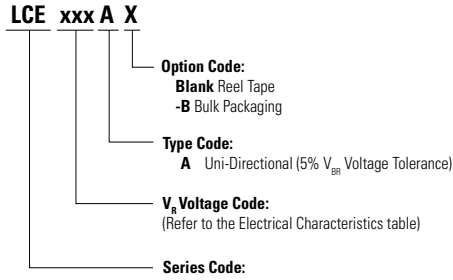 LCE xxx A X
Option Code:
Blank Reel Tape
-B Bulk Packaging
Type Code:
A Uni-Directional (5% VBR Voltage Tolerance)
VR Voltage Code:
(Refer to the Electrical Characteristics table)
Series Code: